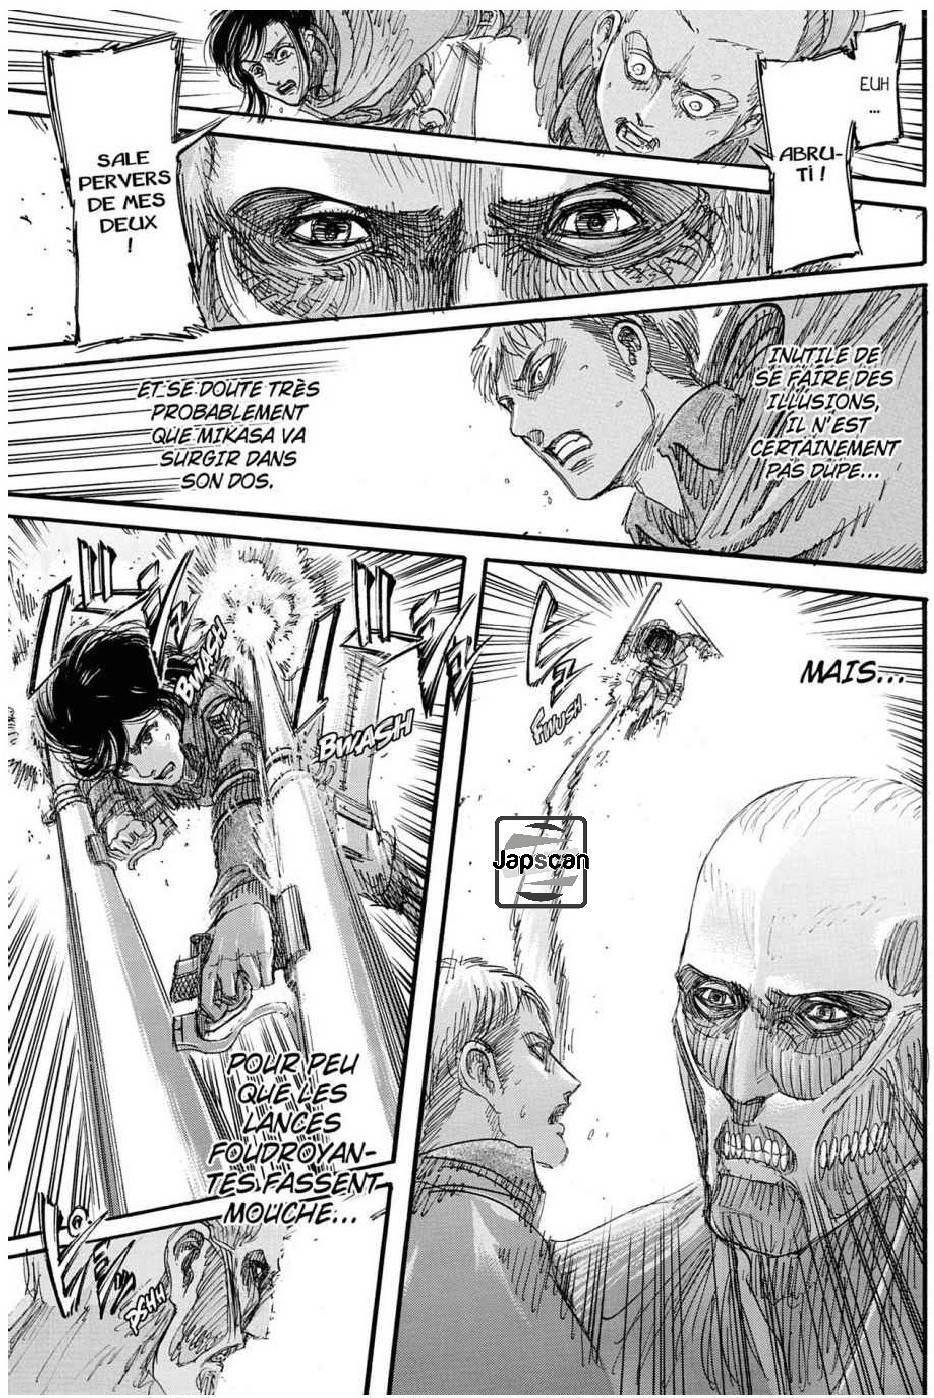 EUH
...
ABRU-
TI !
SALE
PERVERS
DE MES
DEUX
!
INUTILE DE
SE FAIRE DES
ILLUSIONS,
IL N'EST
CERTAINEMENT
PAS DUPE...
ET SE DOUTE TRÈS
PROBABLEMENT
QUE MIKASA VA
SURGIR DANS
SON DOS.
MAIS...
FWUSH
BWASH
BWASH
Japscan
POUR PEU
QUE LES
LANCES
FOUDROYAN-
TES FASSENT
MOUCHE...
PSHH